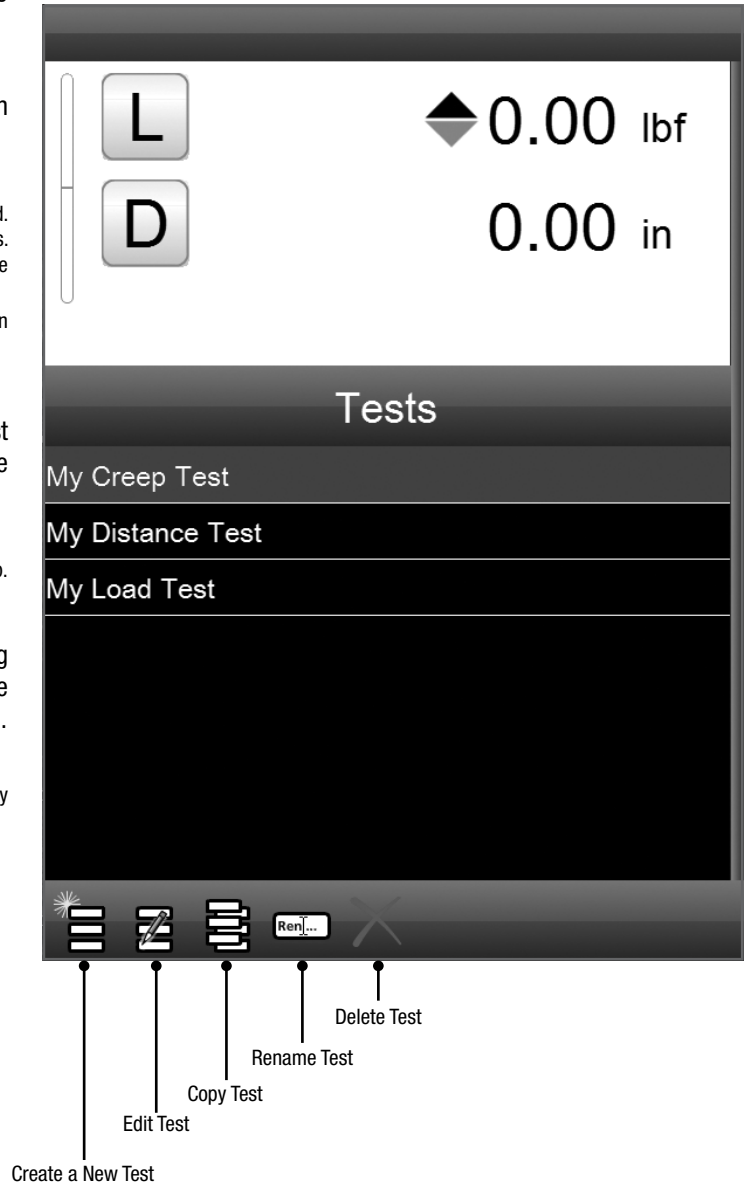 L 0.00 lbf
D 0.00 in
Tests
My Creep Test
My Distance Test
My Load Test
Ren...
Delete Test
Rename Test
Copy Test
Edit Test
Create a New Test